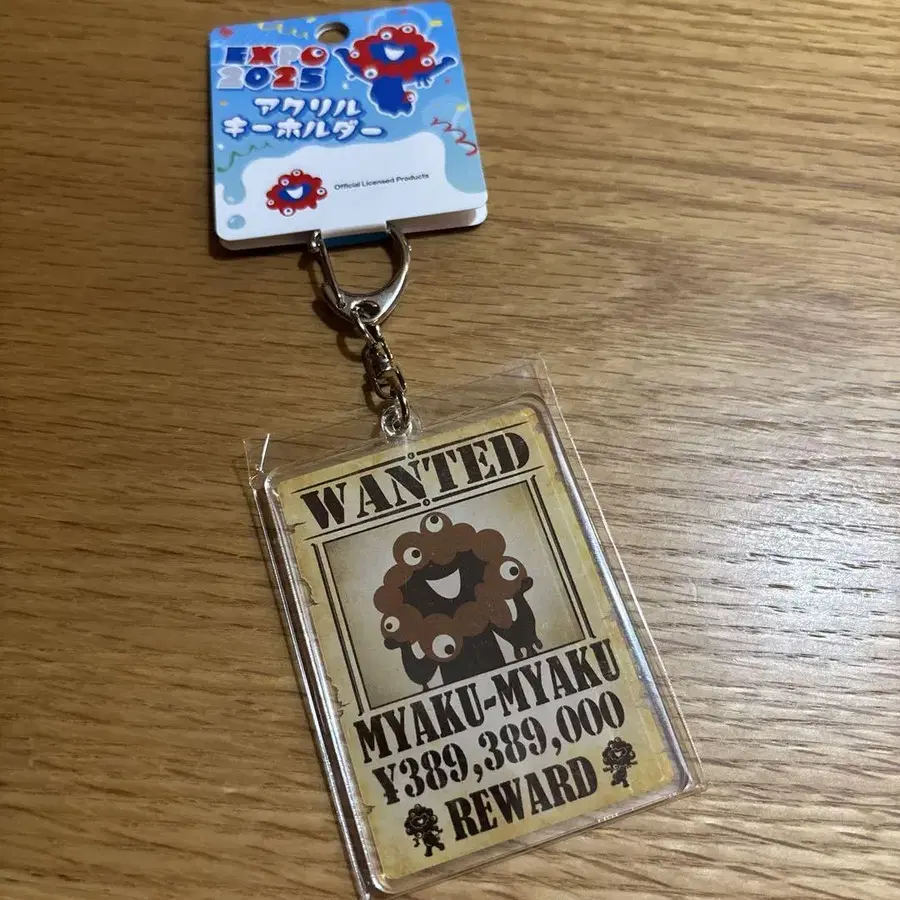 EXPO
2025
アクリル
キーホルダー
Official Licensed Products
WANTED
MYAKU-MYAKU
¥389,389,000
REWARD